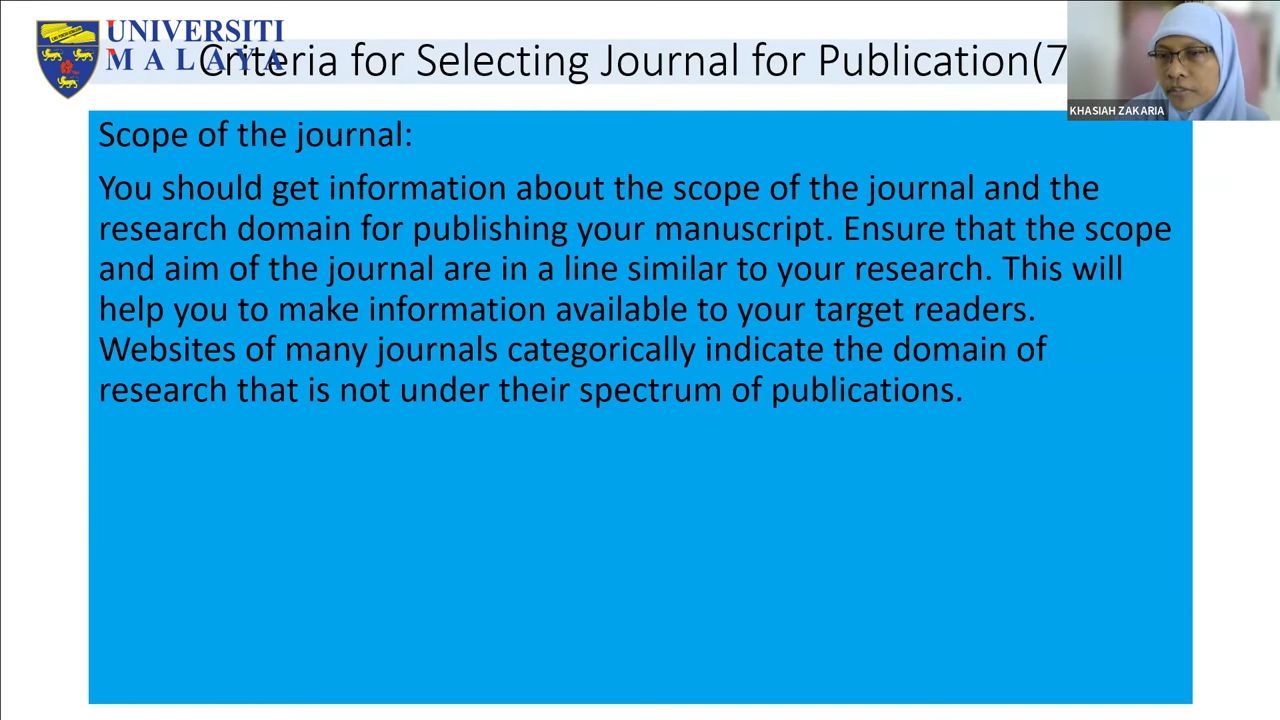 UNIVERSITI
MALAYA
Criteria for Selecting Journal for Publication(7
KHASIAH ZAKARIA
Scope of the journal:
You should get information about the scope of the journal and the
research domain for publishing your manuscript. Ensure that the scope
and aim of the journal are in a line similar to your research. This will
help you to make information available to your target readers.
Websites of many journals categorically indicate the domain of
research that is not under their spectrum of publications.